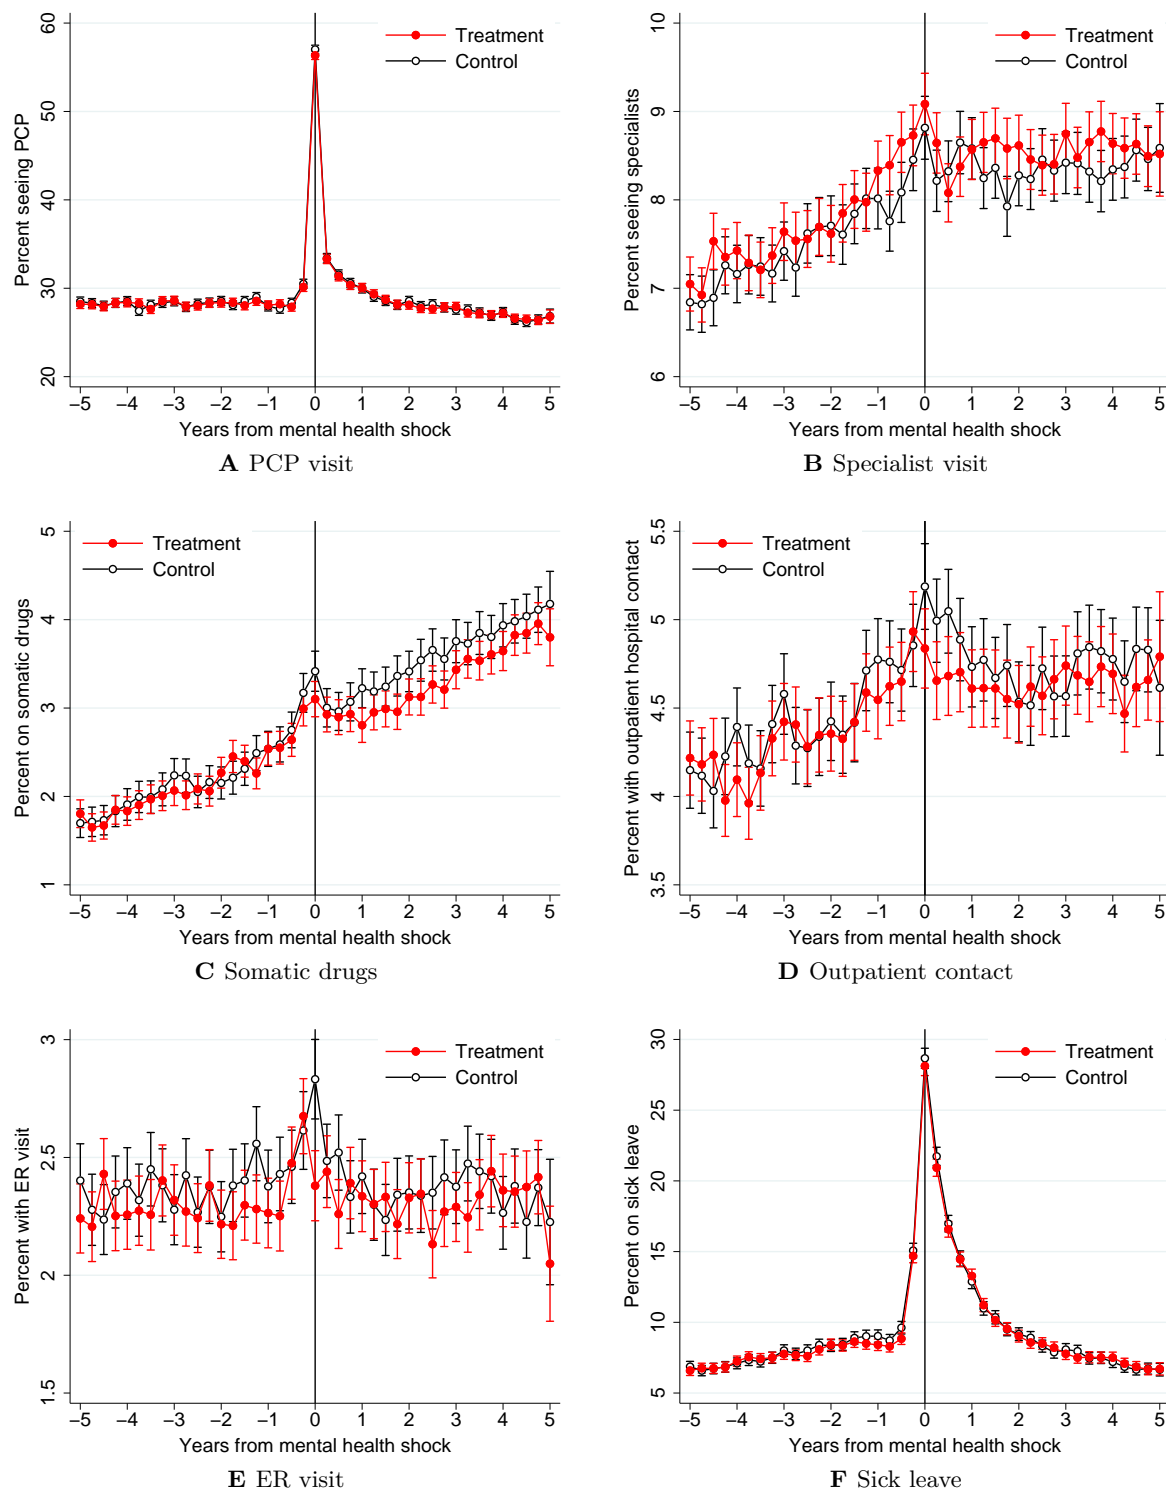 Percent seeing PCP
60
50
40
30
20
Treatment
Control
−5 −4 −3 −2 −1 0 1 2 3 4 5
Years from mental health shock
A PCP visit
Percent seeing specialists
10
9
8
7
6
Treatment
Control
−5 −4 −3 −2 −1 0 1 2 3 4 5
Years from mental health shock
B Specialist visit
Percent on somatic drugs
5
4
3
2
1
Treatment
Control
−5 −4 −3 −2 −1 0 1 2 3 4 5
Years from mental health shock
C Somatic drugs
Percent with outpatient hospital contact
5.5
5
4.5
4
3.5
Treatment
Control
−5 −4 −3 −2 −1 0 1 2 3 4 5
Years from mental health shock
D Outpatient contact
Percent with ER visit
3
2.5
2
1.5
Treatment
Control
−5 −4 −3 −2 −1 0 1 2 3 4 5
Years from mental health shock
E ER visit
Percent on sick leave
30
25
20
15
10
5
Treatment
Control
−5 −4 −3 −2 −1 0 1 2 3 4 5
Years from mental health shock
F Sick leave